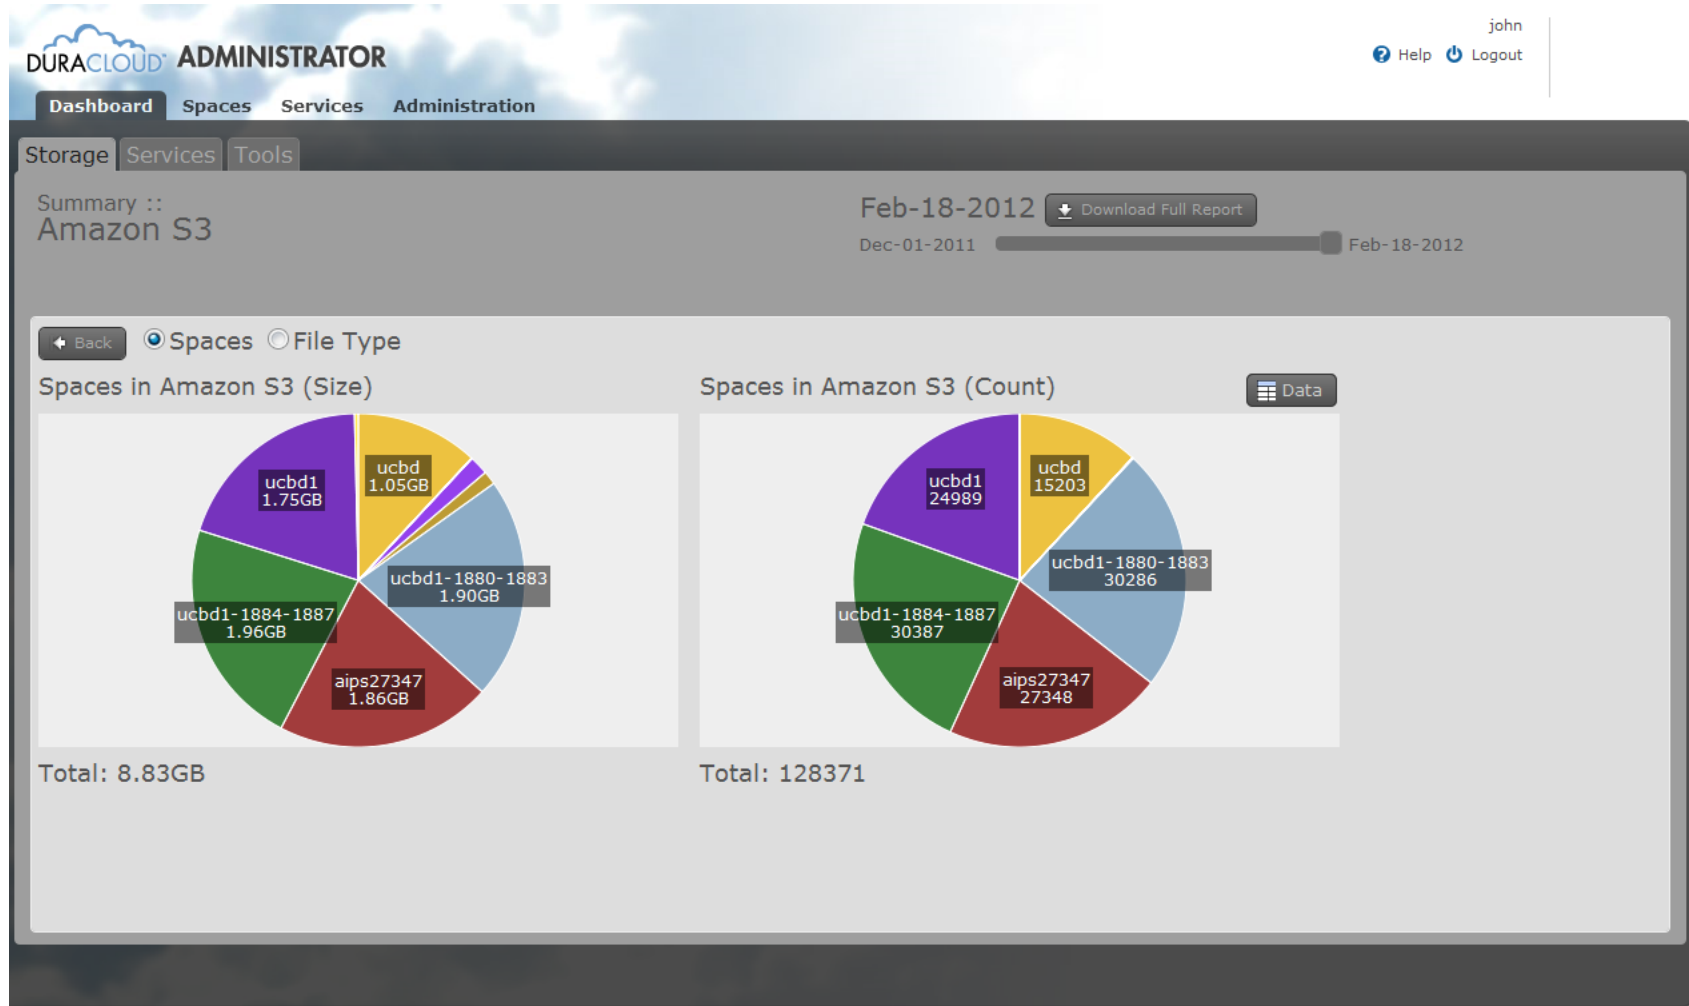 john
DURACLOUD ADMINISTRATOR
Help Logout
Dashboard Spaces Services Administration
Storage Services Tools
Summary ::
Amazon S3
Feb-18-2012 Download Full Report
Dec-01-2011 Feb-18-2012
Back Spaces File Type
Spaces in Amazon S3 (Size)
ucbd
1.05GB
ucbd1
1.75GB
ucbd1-1880-1883
1.90GB
ucbd1-1884-1887
1.96GB
aips27347
1.86GB
Total: 8.83GB
Spaces in Amazon S3 (Count)
Data
ucbd
15203
ucbd1
24989
ucbd1-1880-1883
30286
ucbd1-1884-1887
30387
aips27347
27348
Total: 128371